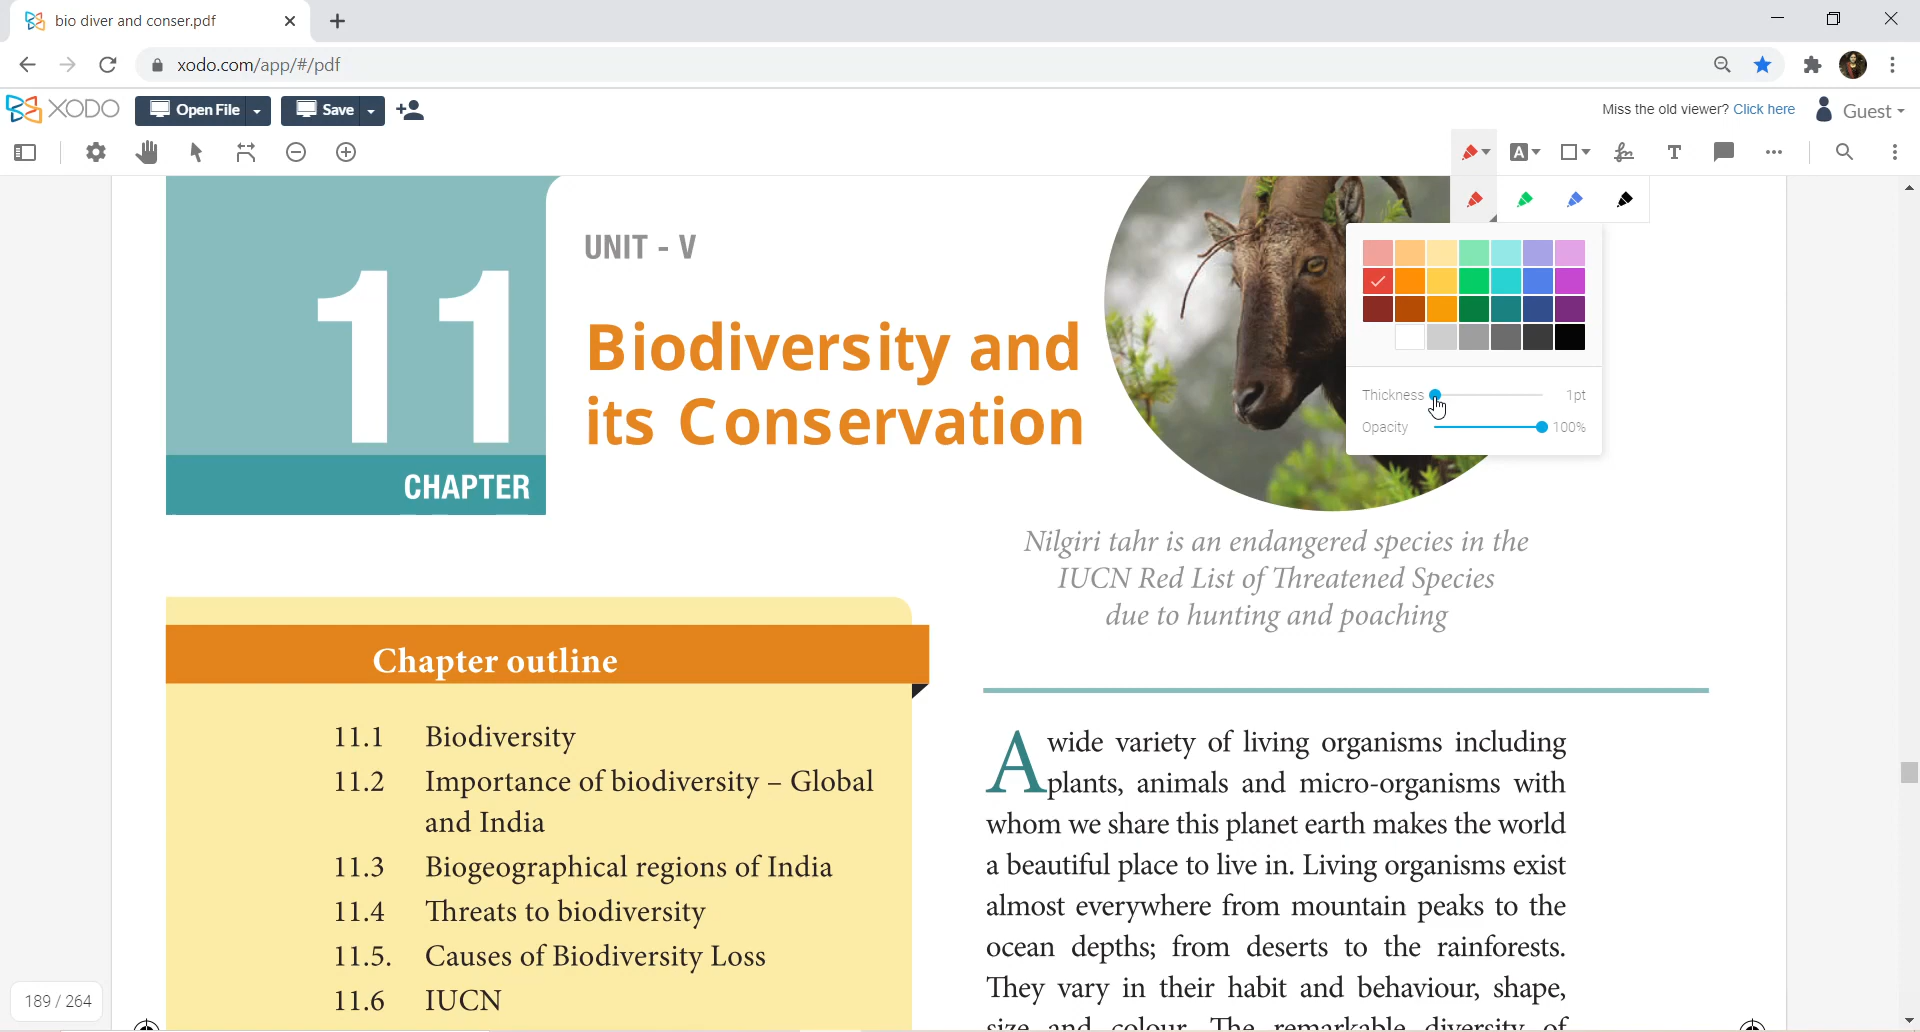 bio diver and conser.pdf
xodo.com/app/#/pdf
XODO Open File Save
Miss the old viewer? Click here Guest
A T
11
CHAPTER
UNIT - V
Biodiversity and
its Conservation
Thickness 1pt
Opacity 100%
Nilgiri tahr is an endangered species in the
IUCN Red List of Threatened Species
due to hunting and poaching
Chapter outline
11.1 Biodiversity
11.2 Importance of biodiversity – Global
and India
11.3 Biogeographical regions of India
11.4 Threats to biodiversity
11.5. Causes of Biodiversity Loss
11.6 IUCN
A wide variety of living organisms including
plants, animals and micro-organisms with
whom we share this planet earth makes the world
a beautiful place to live in. Living organisms exist
almost everywhere from mountain peaks to the
ocean depths; from deserts to the rainforests.
They vary in their habit and behaviour, shape,
size and colour. The remarkable diversity of
189 / 264